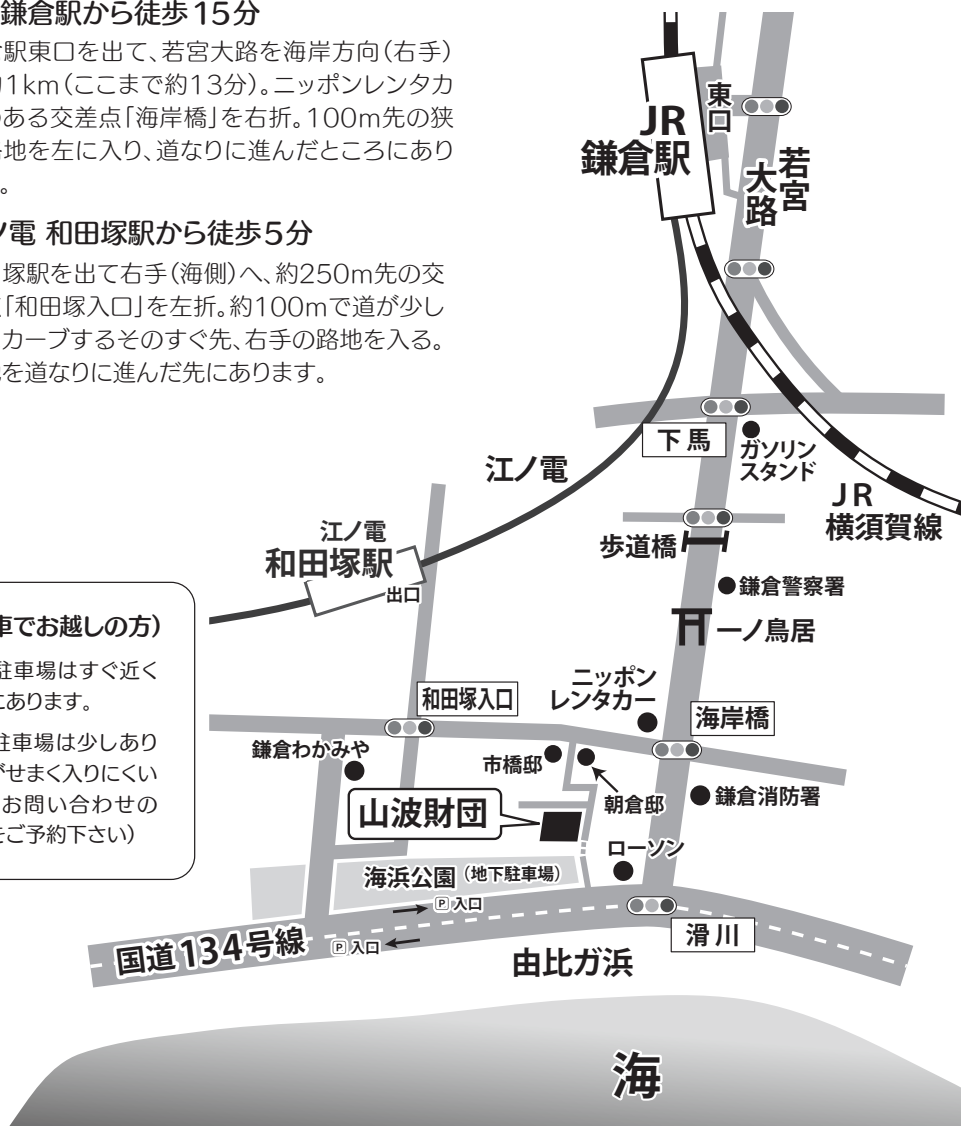 鎌倉駅から徒歩15分
駅東口を出て、若宮大路を海岸方向(右手)
1km(ここまで約13分)。ニッポンレンタカ
ある交差点「海岸橋」を右折。100m先の狭
地を左に入り、道なりに進んだところにあり
。
電 和田塚駅から徒歩5分
塚駅を出て右手(海側)へ、約250m先の交
「和田塚入口」を左折。約100mで道が少し
カーブするそのすぐ先、右手の路地を入る。
を道なりに進んだ先にあります。
車でお越しの方)
駐車場はすぐ近く
にあります。
駐車場は少しあり
がせまく入りにくい
お問い合わせの
をご予約下さい)
JR
鎌倉駅
東口
若宮
大路
下馬
ガソリン
スタンド
江ノ電
JR
横須賀線
歩道橋
江ノ電
和田塚駅
出口
鎌倉警察署
一ノ鳥居
ニッポン
レンタカー
和田塚入口
海岸橋
鎌倉わかみや
市橋邸
朝倉邸
鎌倉消防署
山波財団
ローソン
海浜公園(地下駐車場)
P 入口
P 入口
国道134号線
滑川
由比ガ浜
海